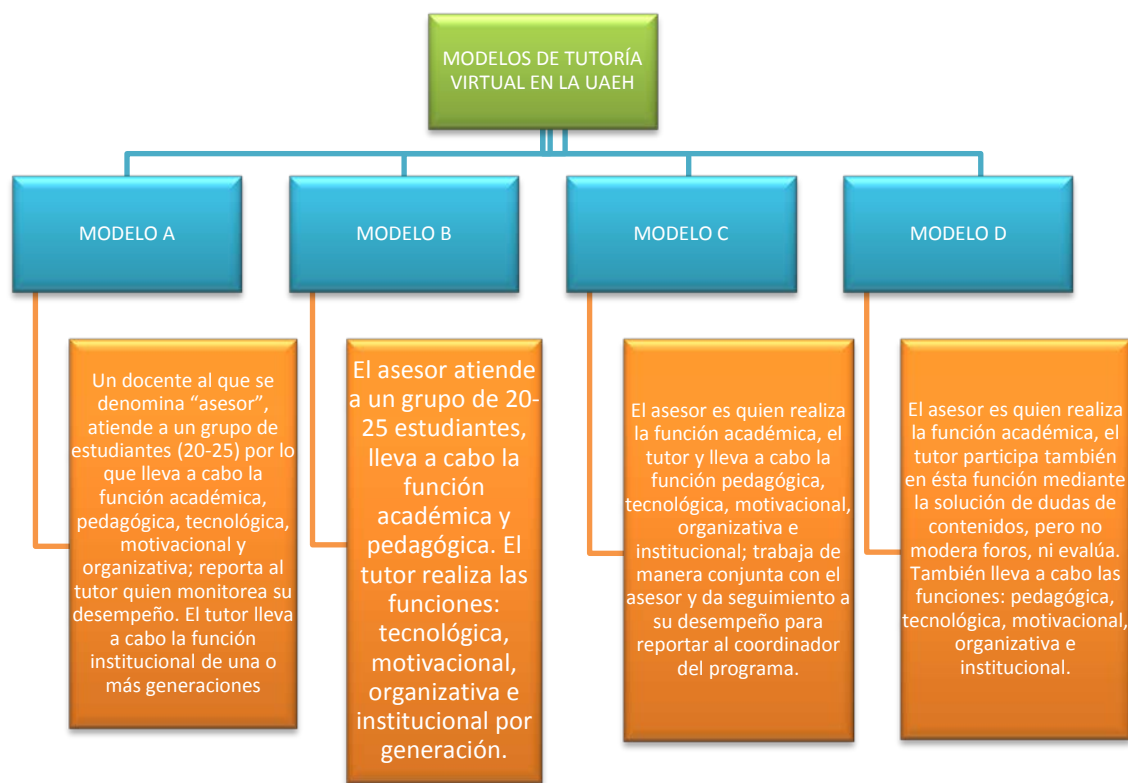 MODELOS DE TUTORÍA
VIRTUAL EN LA UAEH
MODELO A
MODELO B
MODELO C
MODELO D
Un docente al que se
denomina “asesor”,
atiende a un grupo de
estudiantes (20-25) por lo
que lleva a cabo la
función académica,
pedagógica, tecnológica,
motivacional y
organizativa; reporta al
tutor quien monitorea su
desempeño. El tutor lleva
a cabo la función
institucional de una o
más generaciones
El asesor atiende
a un grupo de 20-
25 estudiantes,
lleva a cabo la
función
académica y
pedagógica. El
tutor realiza las
funciones:
tecnológica,
motivacional,
organizativa e
institucional por
generación.
El asesor es quien realiza
la función académica, el
tutor y lleva a cabo la
función pedagógica,
tecnológica, motivacional,
organizativa e
institucional; trabaja de
manera conjunta con el
asesor y da seguimiento a
su desempeño para
reportar al coordinador
del programa.
El asesor es quien realiza
la función académica, el
tutor participa también
en ésta función mediante
la solución de dudas de
contenidos, pero no
modera foros, ni evalúa.
También lleva a cabo las
funciones: pedagógica,
tecnológica, motivacional,
organizativa e
institucional.